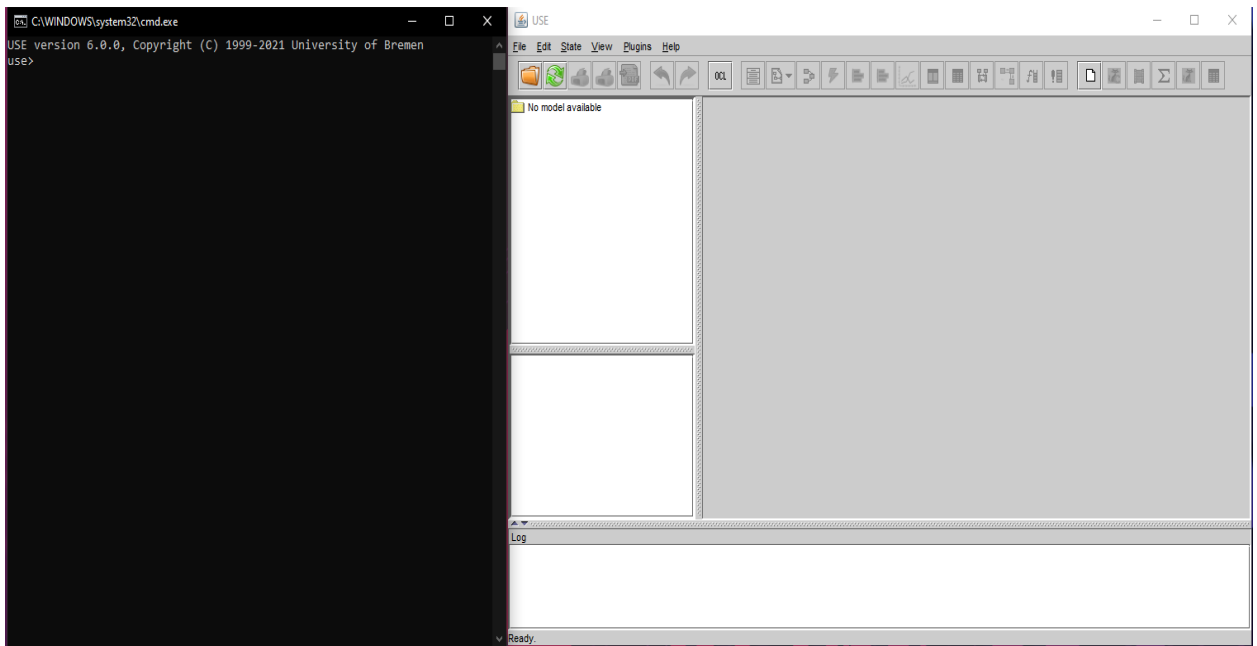 C:\WINDOWS\system32\cmd.exe
USE version 6.0.0, Copyright (C) 1999-2021 University of Bremen
use>
USE
File Edit State View Plugins Help
OCL
No model available
Log
Ready.